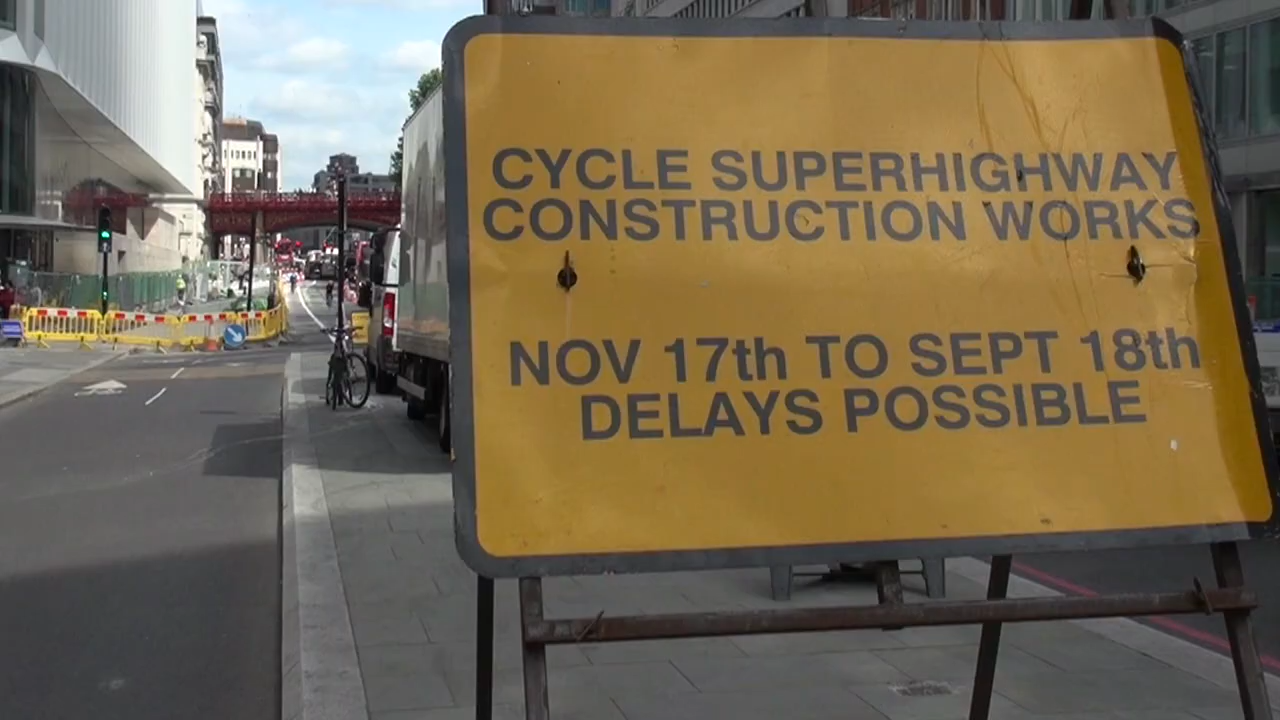 CYCLE SUPERHIGHWAY
CONSTRUCTION WORKS
NOV 17th TO SEPT 18th
DELAYS POSSIBLE